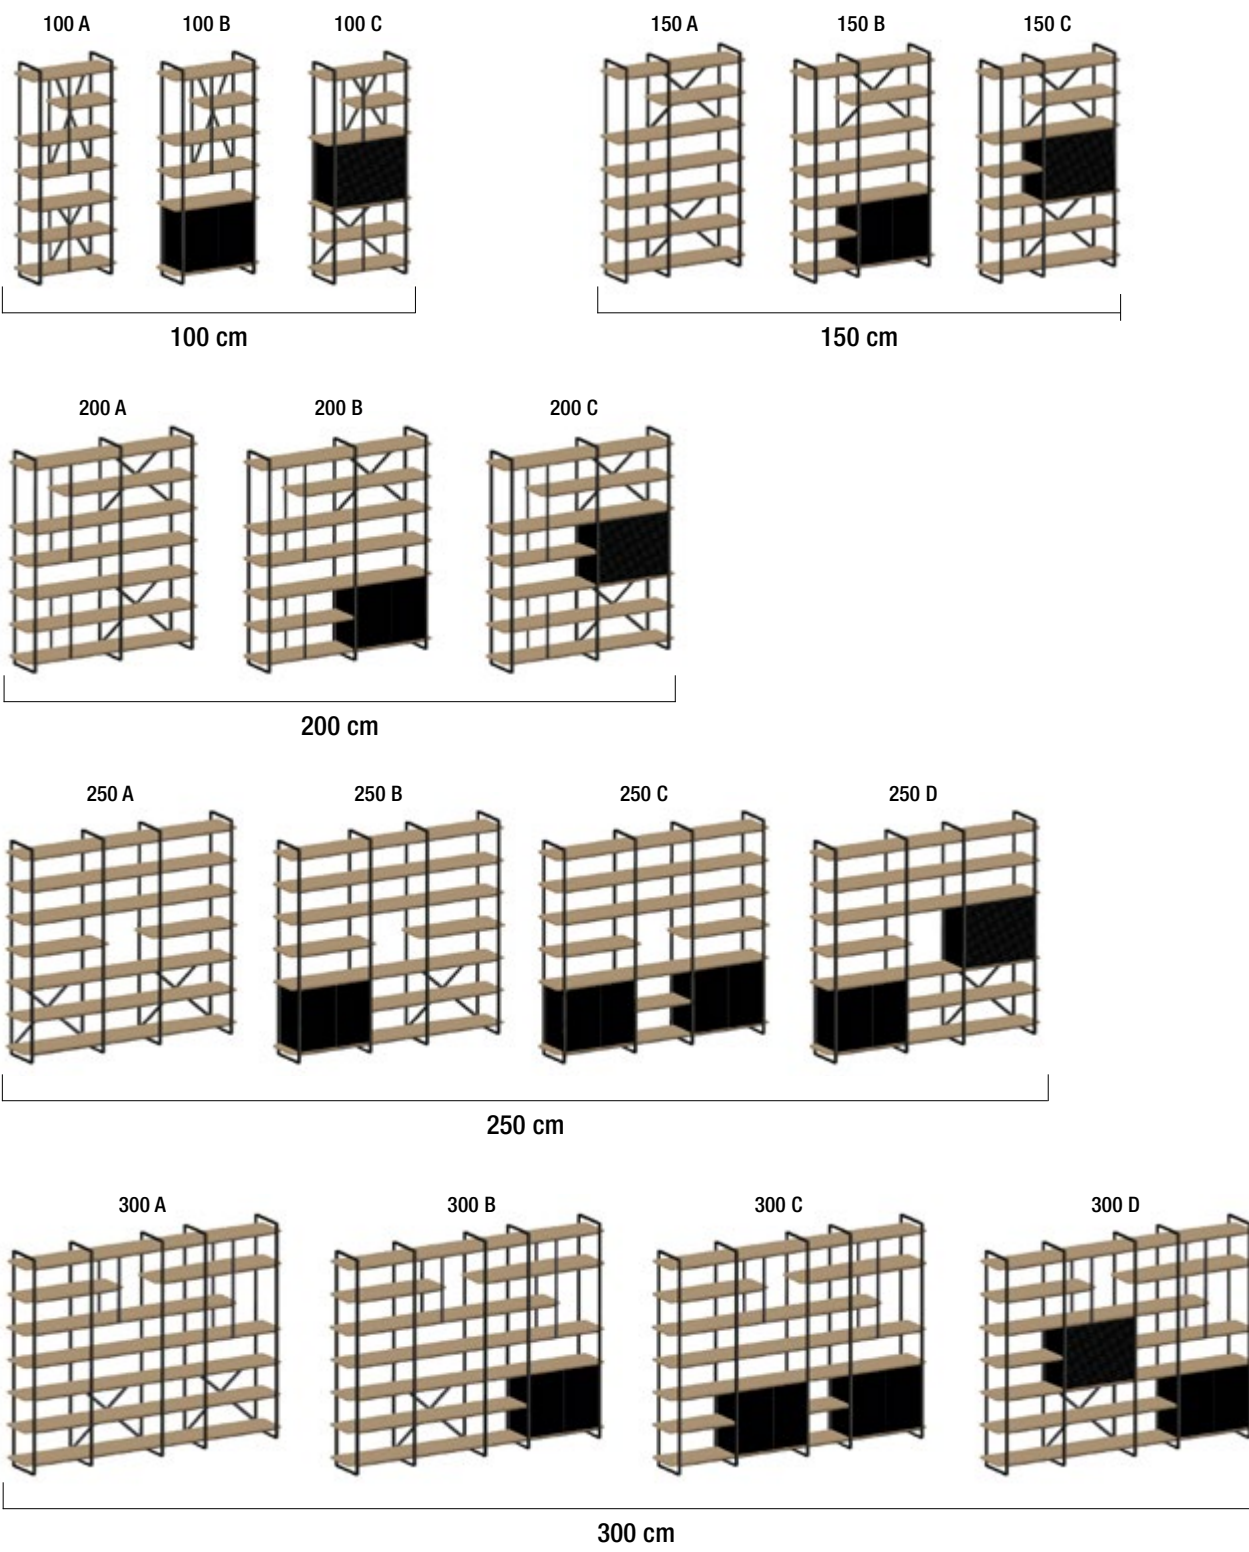 100 A
100 B
100 C
150 A
150 B
150 C
100 cm
150 cm
200 A
200 B
200 C
200 cm
250 A
250 B
250 C
250 D
250 cm
300 A
300 B
300 C
300 D
300 cm